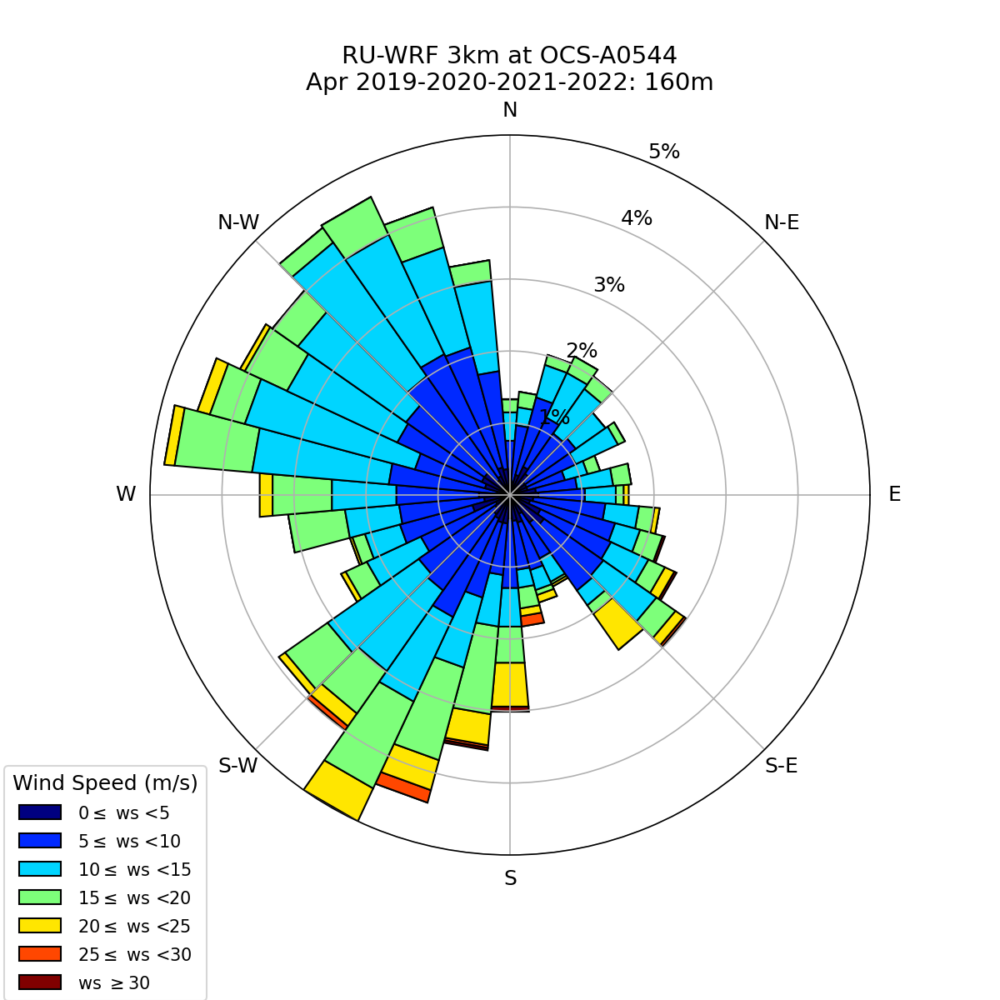 RU-WRF 3km at OCS-A0544
Apr 2019-2020-2021-2022: 160m
N
5%
N-W
4%
N-E
3%
2%
1%
W
E
S-W
S-E
S
Wind Speed (m/s)
0 ≤ ws <5
5 ≤ ws <10
10 ≤ ws <15
15 ≤ ws <20
20 ≤ ws <25
25 ≤ ws <30
ws ≥ 30